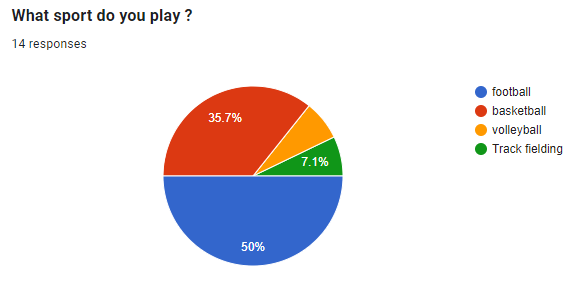 What sport do you play ?
14 responses
35.7%
7.1%
50%
football
basketball
volleyball
Track fielding